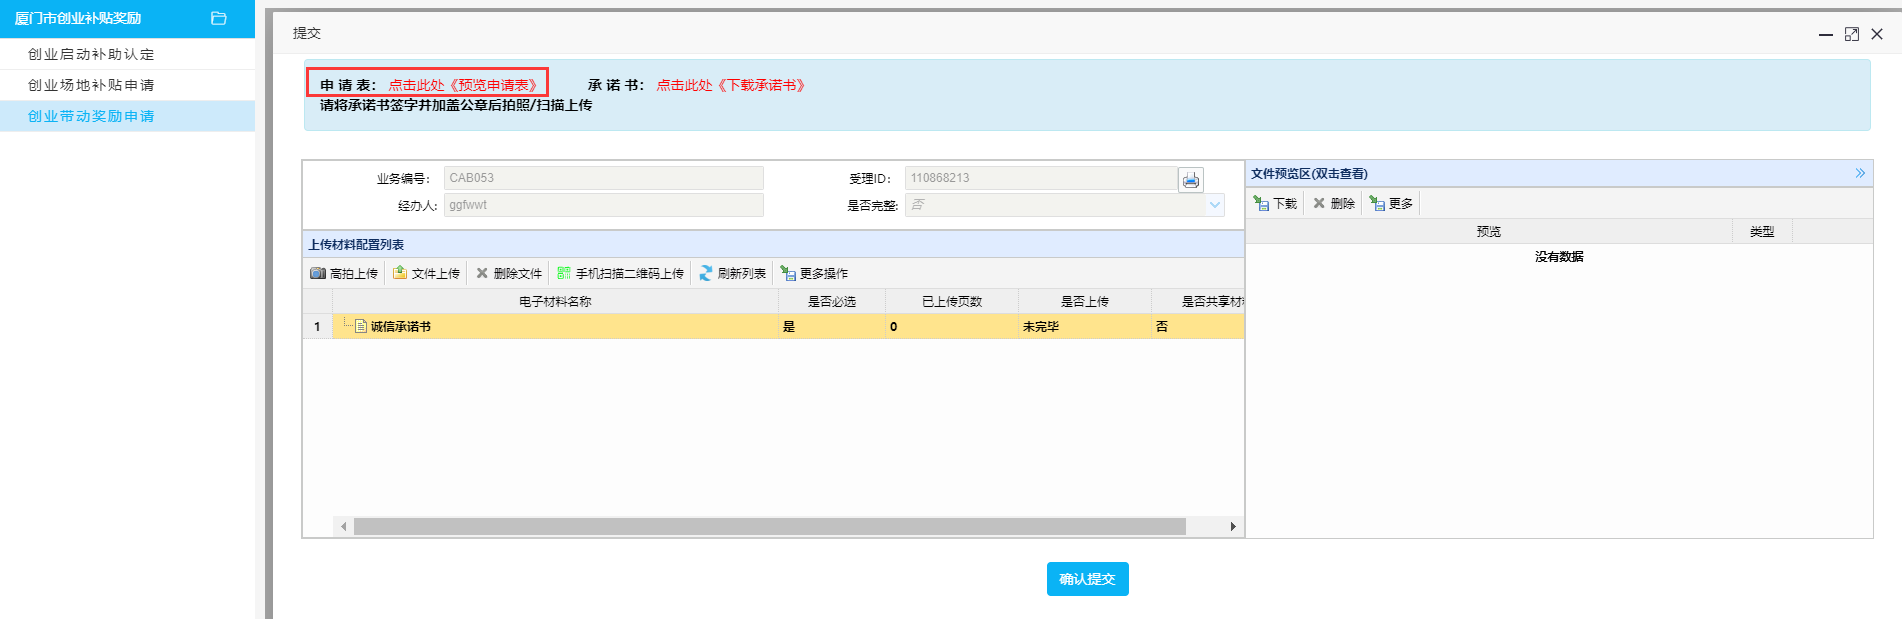 厦门市创业补贴奖励
创业启动补助认定
创业场地补贴申请
创业带动奖励申请
提交
申 请 表： 点击此处《预览申请表》 承 诺 书： 点击此处《下载承诺书》
请将承诺书签字并加盖公章后拍照/扫描上传
业务编号： CAB053 受理ID： 110868213
经办人: ggfwwt 是否完整: 否
上传材料配置列表
高拍上传 文件上传 删除文件 手机扫描二维码上传 刷新列表 更多操作
电子材料名称 是否必选 已上传页数 是否上传 是否共享材
1 诚信承诺书 是 0 未完毕 否
文件预览区(双击查看)
下载 删除 更多
预览 类型
没有数据
确认提交